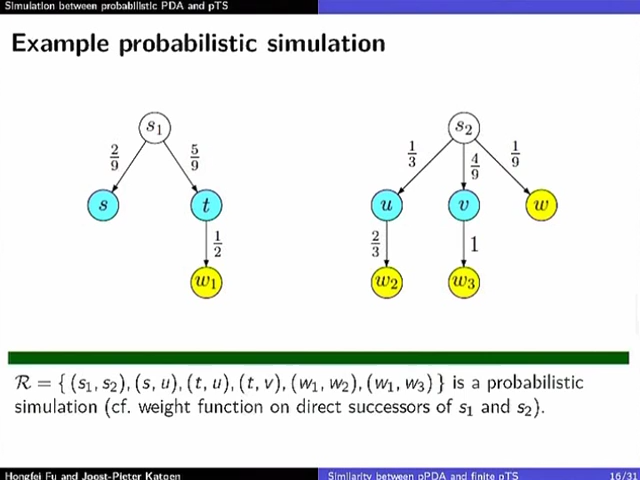 Simulation between probabilistic PDA and pTS
Example probabilistic simulation
s₁
s₂
2/9
5/9
1/3
4/9
1/9
s
t
u
v
w
1/2
2/3
1
w₁
w₂
w₃
ℛ = { (s₁, s₂), (s, u), (t, u), (t, v), (w₁, w₂), (w₁, w₃) } is a probabilistic
simulation (cf. weight function on direct successors of s₁ and s₂).
Hongfei Fu and Joost-Pieter Katoen
Similarity between pPDA and finite pTS
16/31